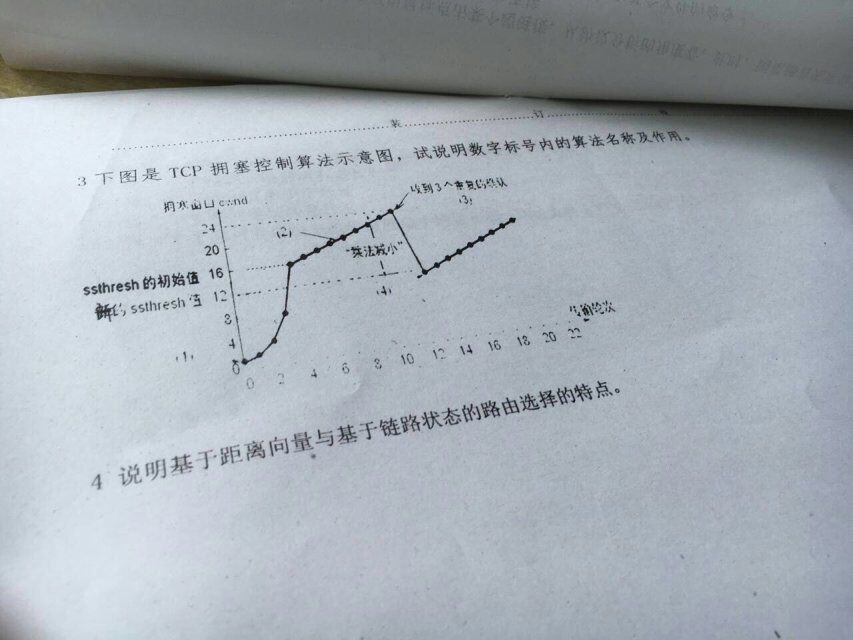 装 订
3 下图是 TCP 拥塞控制算法示意图，试说明数字标号内的算法名称及作用。
拥塞窗口 cwnd
收到3个重复的确认
(3)
24
(2)
20
"乘法减小"
ssthresh 的初始值 16
新的 ssthresh 值 12
(4)
8
传输轮次
4
(1)
0
0 2 4 6 8 10 12 14 16 18 20 22
4 说明基于距离向量与基于链路状态的路由选择的特点。